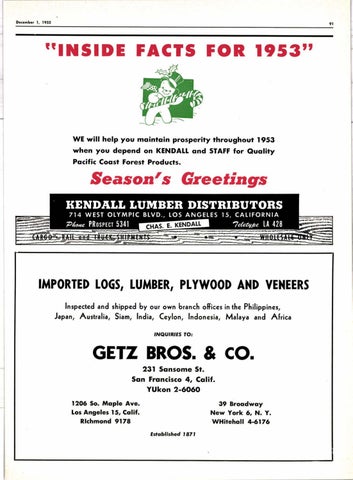 December 1, 1952 91
"INSIDE FACTS FOR 1953"
WE will help you maintain prosperity throughout 1953
when you depend on KENDALL and STAFF for Quality
Pacific Coast Forest Products.
Season's Greetings
KENDALL LUMBER DISTRIBUTORS
714 WEST OLYMPIC BLVD., LOS ANGELES 15, CALIFORNIA
Phone PRospect 5341 CHAS. E. KENDALL Teletype LA 428
CARGO - RAIL and TRUCK SHIPMENTS WHOLESALE ONLY
IMPORTED LOGS, LUMBER, PLYWOOD AND VENEERS
Inspected and shipped by our own branch offices in the Philippines,
Japan, Australia, Siam, India, Ceylon, Indonesia, Malaya and Africa
INQUIRIES TO:
GETZ BROS. & CO.
231 Sansome St.
San Francisco 4, Calif.
YUkon 2-6060
1206 So. Maple Ave. 39 Broadway
Los Angeles 15, Calif. New York 6, N. Y.
RIchmond 9178 WHitehall 4-6176
Established 1871